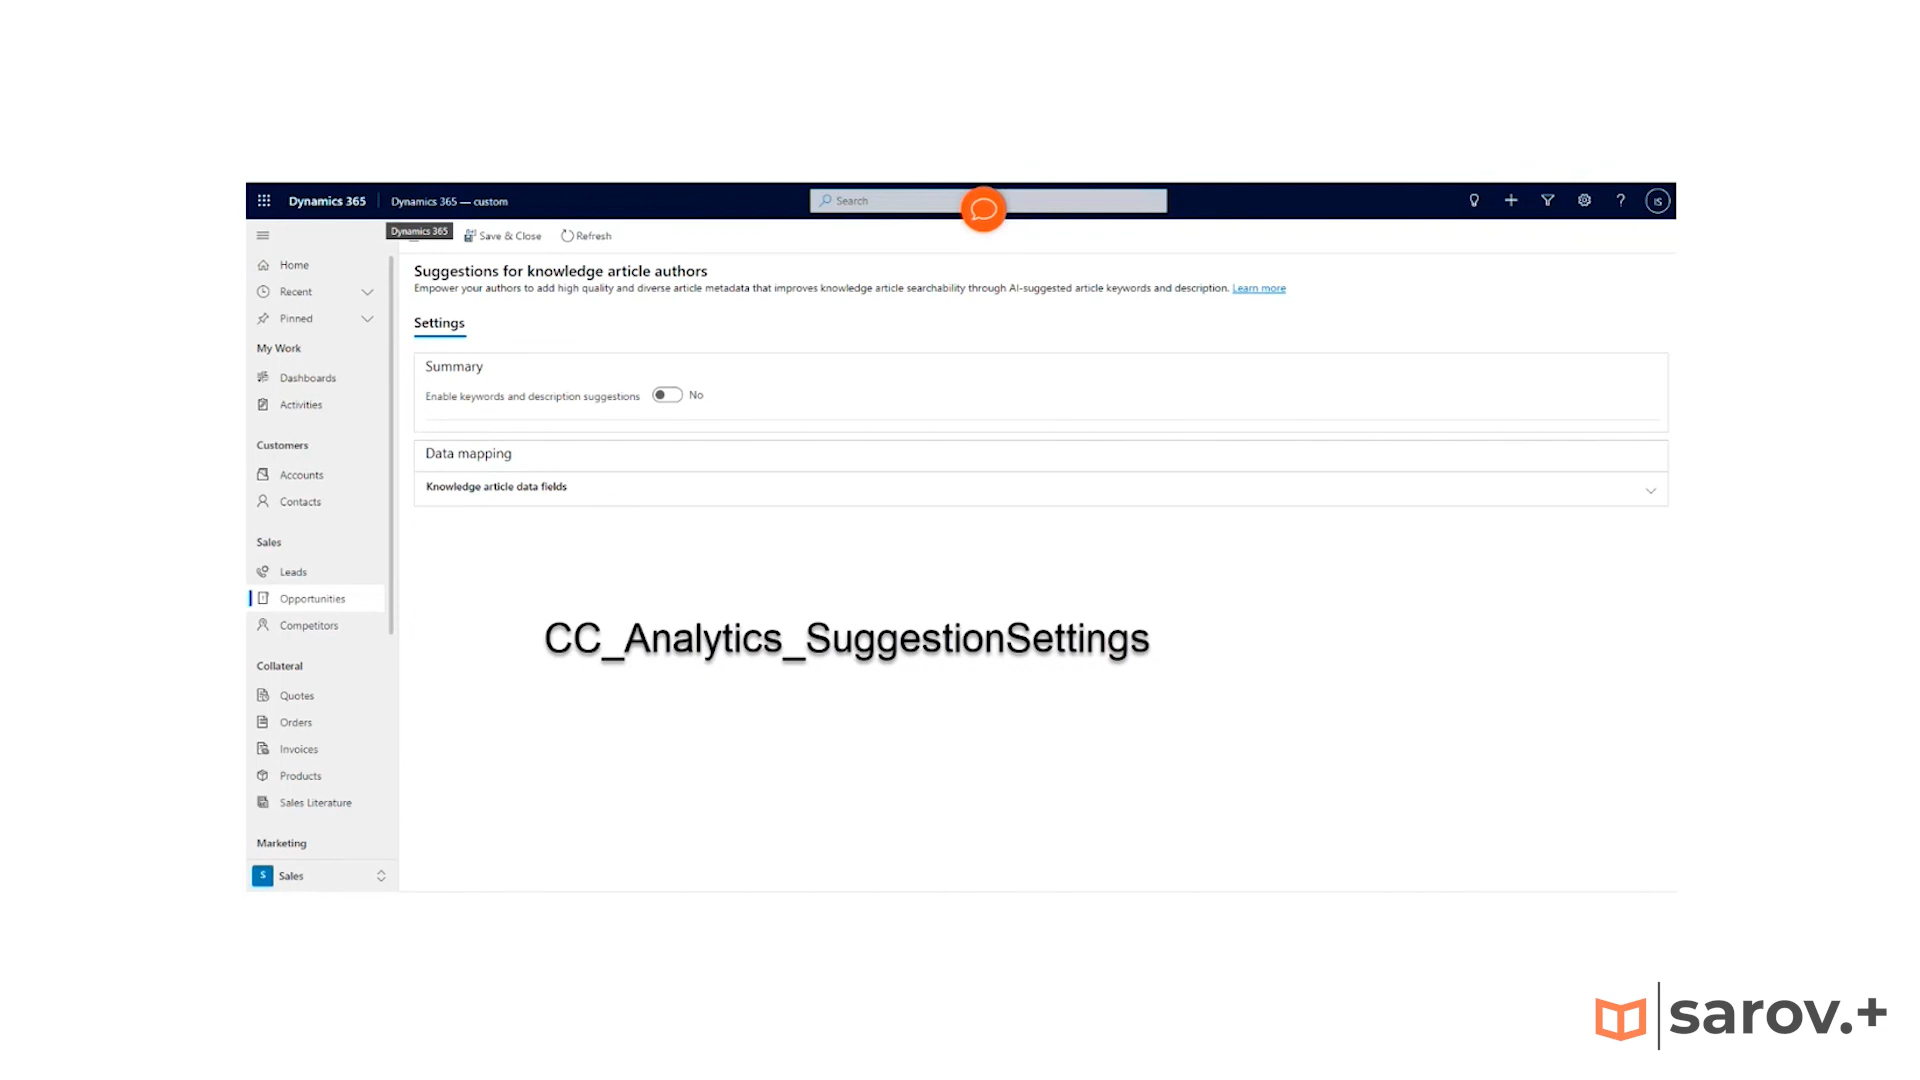 Dynamics 365 Dynamics 365 — custom Search ? IS
Dynamics 365 Save & Close Refresh
Home
Recent
Pinned
My Work
Dashboards
Activities
Customers
Accounts
Contacts
Sales
Leads
Opportunities
Competitors
Collateral
Quotes
Orders
Invoices
Products
Sales Literature
Marketing
S Sales
Suggestions for knowledge article authors
Empower your authors to add high quality and diverse article metadata that improves knowledge article searchability through AI-suggested article keywords and description. Learn more
Settings
Summary
Enable keywords and description suggestions No
Data mapping
Knowledge article data fields
CC_Analytics_SuggestionSettings
sarov.+